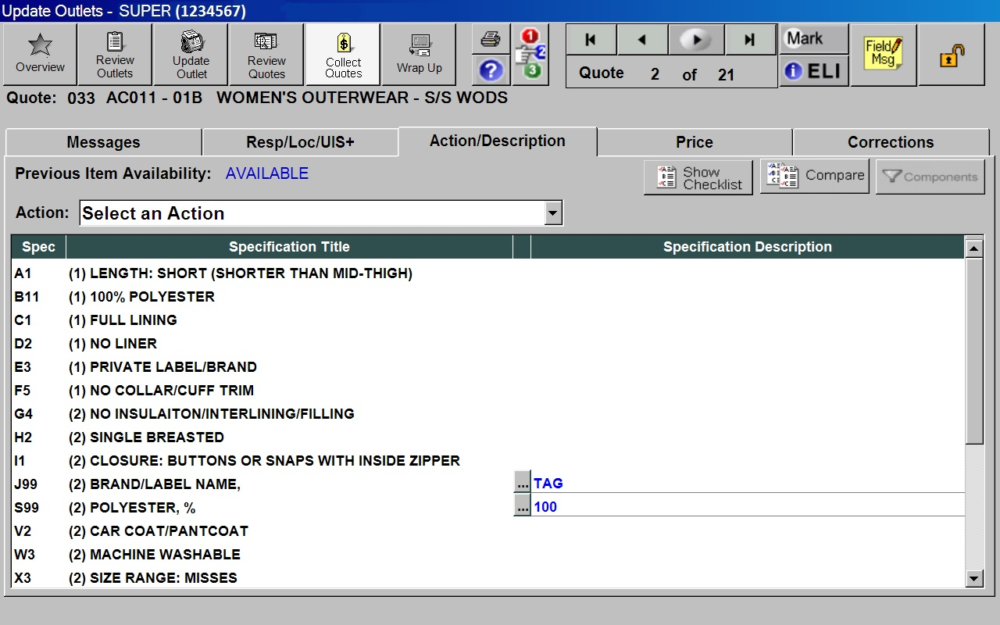 Update Outlets - SUPER (1234567)
Overview
Review Outlets
Update Outlet
Review Quotes
Collect Quotes
Wrap Up
?
1
2
3
Quote 2 of 21
Mark
i ELI
Field Msg
Quote: 033 AC011 - 01B WOMEN'S OUTERWEAR - S/S WODS
Messages Resp/Loc/UIS+ Action/Description Price Corrections
Previous Item Availability: AVAILABLE
Show Checklist
Compare
Components
Action: Select an Action
Spec Specification Title Specification Description
A1 (1) LENGTH: SHORT (SHORTER THAN MID-THIGH)
B11 (1) 100% POLYESTER
C1 (1) FULL LINING
D2 (1) NO LINER
E3 (1) PRIVATE LABEL/BRAND
F5 (1) NO COLLAR/CUFF TRIM
G4 (2) NO INSULAITON/INTERLINING/FILLING
H2 (2) SINGLE BREASTED
I1 (2) CLOSURE: BUTTONS OR SNAPS WITH INSIDE ZIPPER
J99 (2) BRAND/LABEL NAME, ... TAG
S99 (2) POLYESTER, % ... 100
V2 (2) CAR COAT/PANTCOAT
W3 (2) MACHINE WASHABLE
X3 (2) SIZE RANGE: MISSES